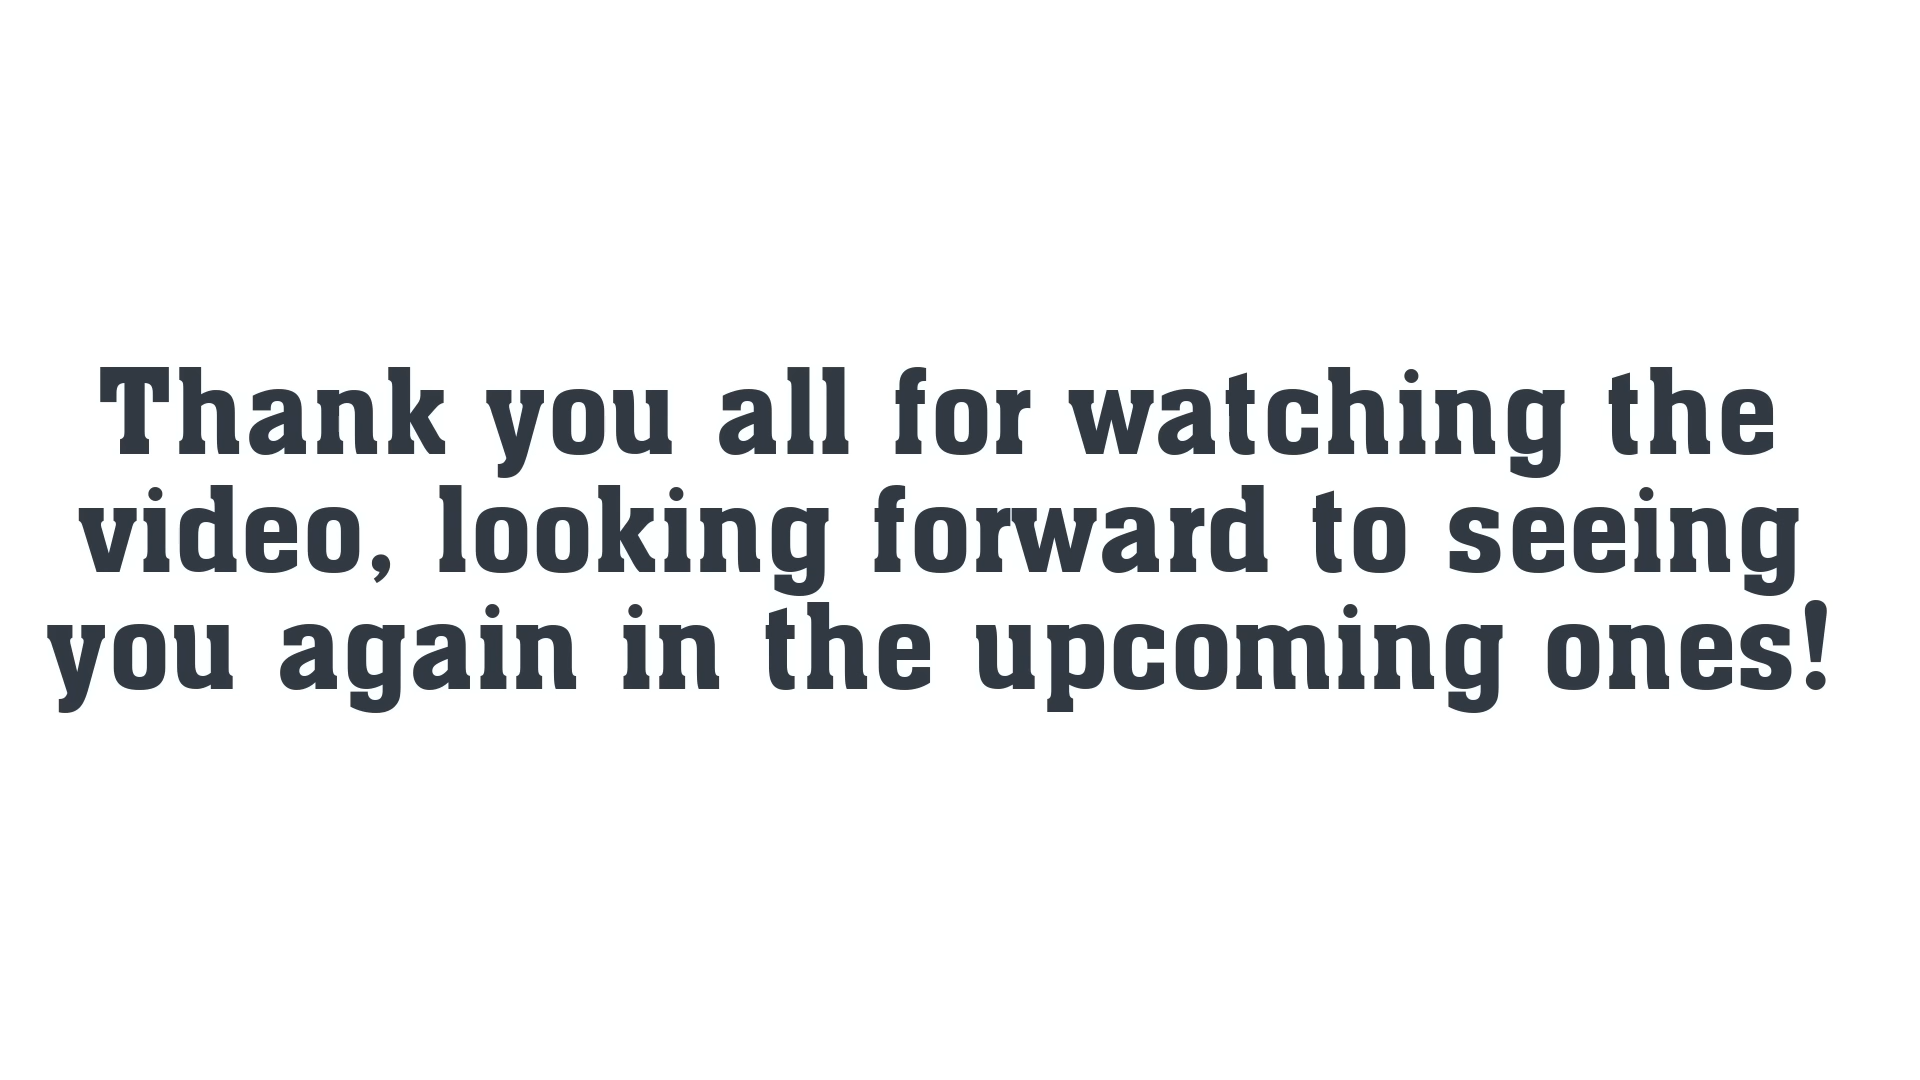 Thank you all for watching the
video, looking forward to seeing
you again in the upcoming ones!